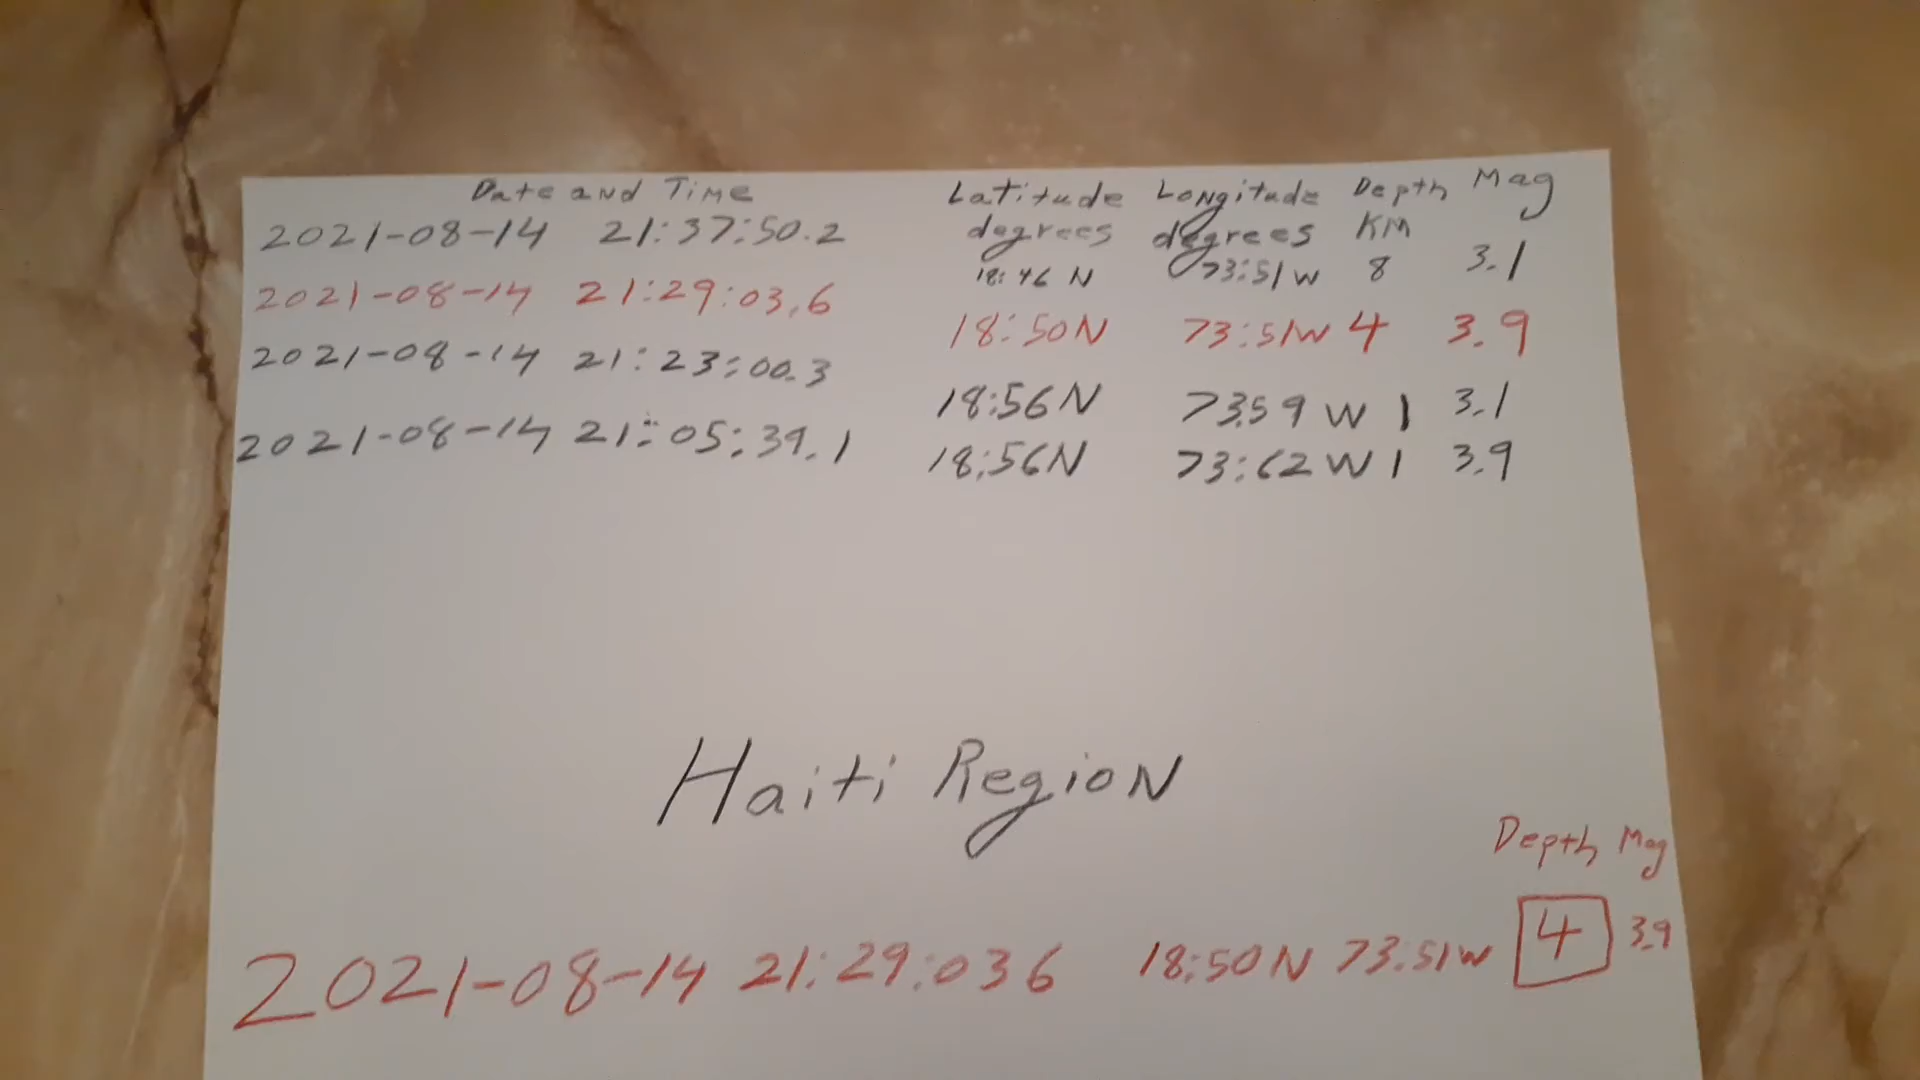 Date and Time Latitude Longitude Depth Mag
degrees degrees KM
2021-08-14 21:37:50.2 18:46 N 73:51W 8 3.1
2021-08-14 21:29:03,6 18:50N 73:51W 4 3.9
2021-08-14 21:23:00.3 18:56N 7359 W 1 3.1
2021-08-14 21:05:39.1 18:56N 73:62W 1 3.9
Haiti Region
Depth Mag
2021-08-14 21:29:036 18:50N 73:51W 4 3.9